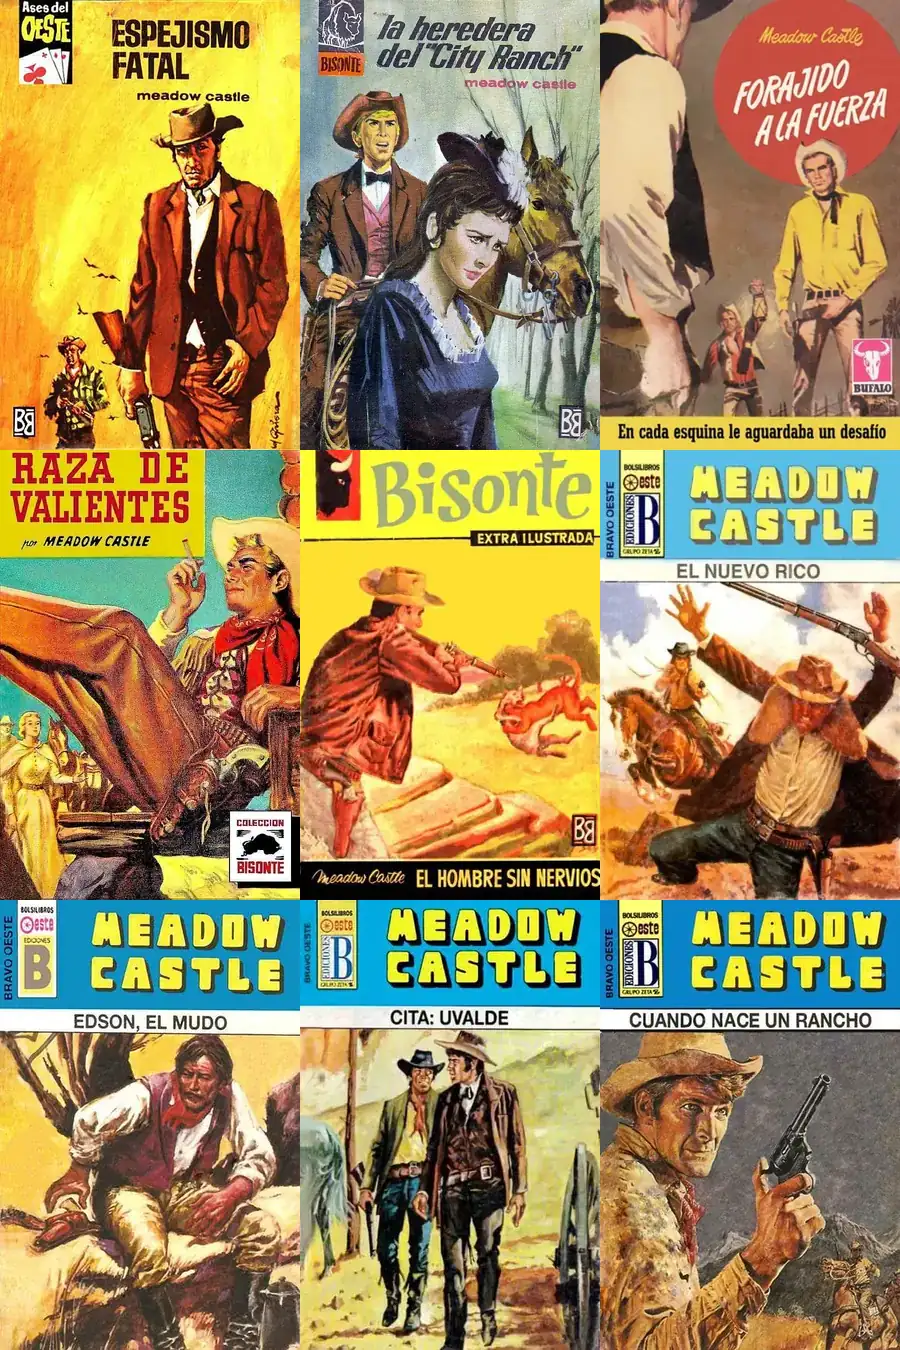 Ases del
OESTE
ESPEJISMO
FATAL
meadow castle
BB
BISONTE
la heredera
del "City Ranch"
meadow castle
BB
Meadow Castle
FORAJIDO
A LA FUERZA
BUFALO
En cada esquina le aguardaba un desafío
RAZA DE
VALIENTES
por MEADOW CASTLE
COLECCION
BISONTE
Bisonte
EXTRA ILUSTRADA
BB
Meadow Castle EL HOMBRE SIN NERVIOS
BRAVO OESTE
BOLSILIBROS
Oeste
EDICIONES
B
GRUPO ZETA
MEADOW
CASTLE
EL NUEVO RICO
BRAVO OESTE
BOLSILIBROS
Oeste
EDICIONES
B
MEADOW
CASTLE
EDSON, EL MUDO
BRAVO OESTE
BOLSILIBROS
Oeste
EDICIONES
B
GRUPO ZETA
MEADOW
CASTLE
CITA: UVALDE
BRAVO OESTE
BOLSILIBROS
Oeste
EDICIONES
B
GRUPO ZETA
MEADOW
CASTLE
CUANDO NACE UN RANCHO